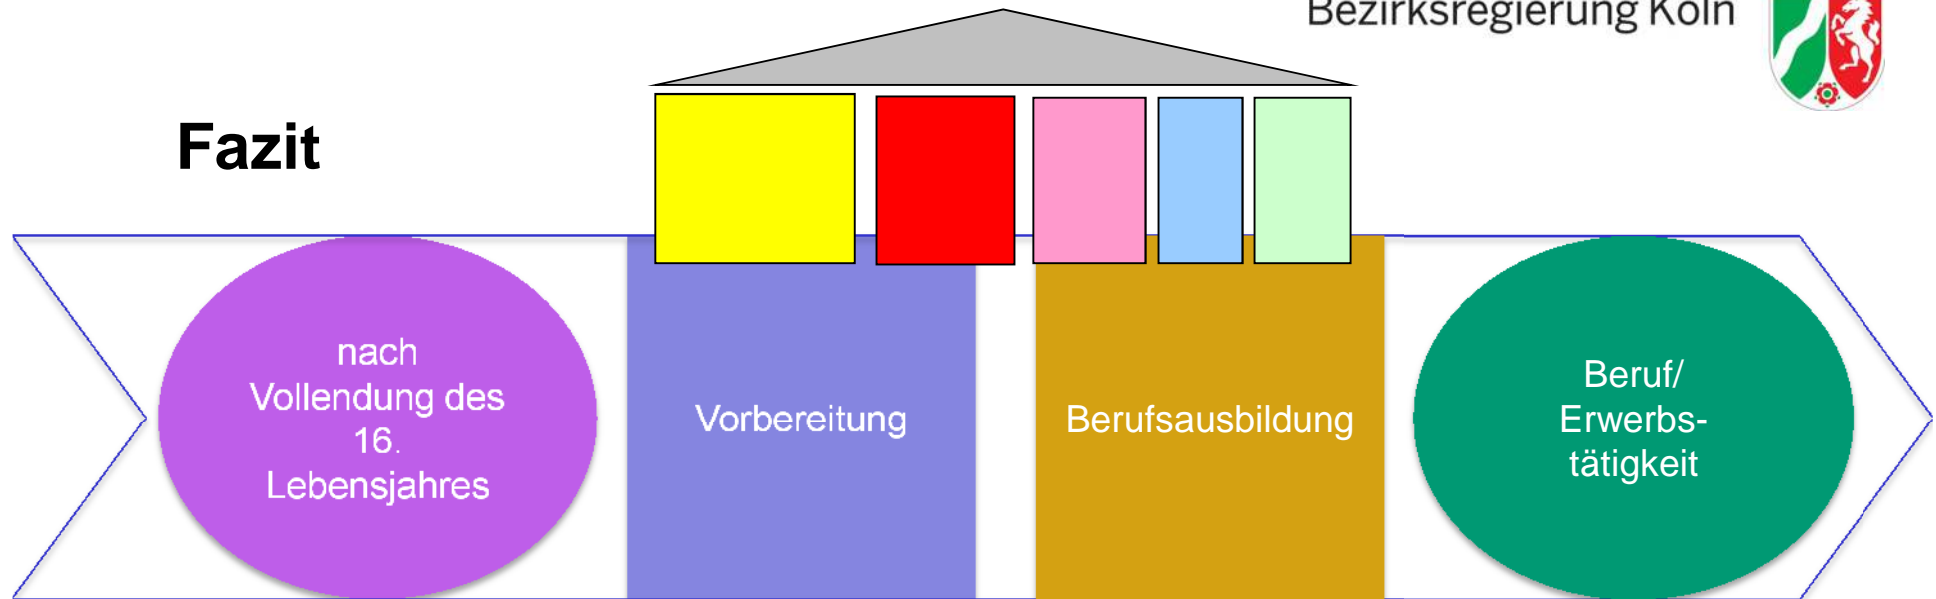 Bezirksregierung Köln
Fazit
nach
Vollendung des
16.
Lebensjahres
Vorbereitung
Berufsausbildung
Beruf/
Erwerbs-
tätigkeit